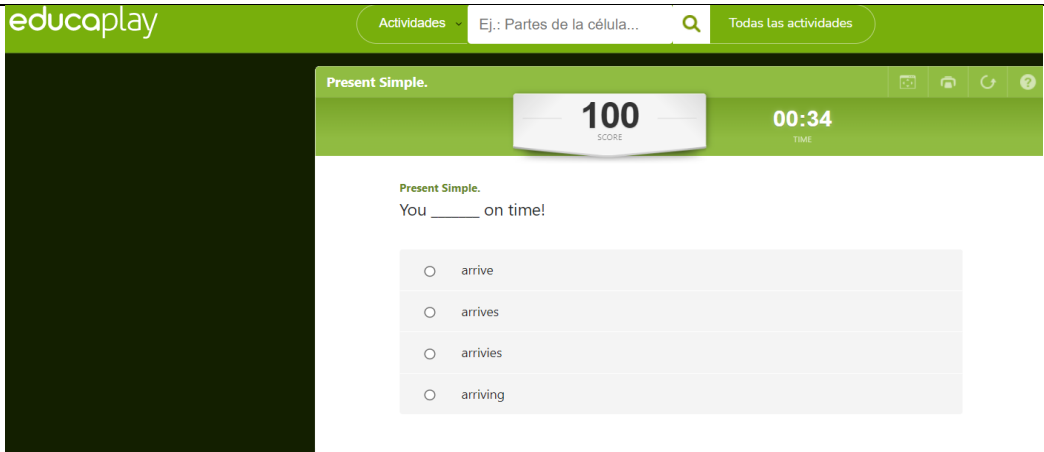 educaplay
Actividades
Ej.: Partes de la célula...
Todas las actividades
Present Simple.
100
SCORE
00:34
TIME
Present Simple.
You ______ on time!
arrive
arrives
arrivies
arriving